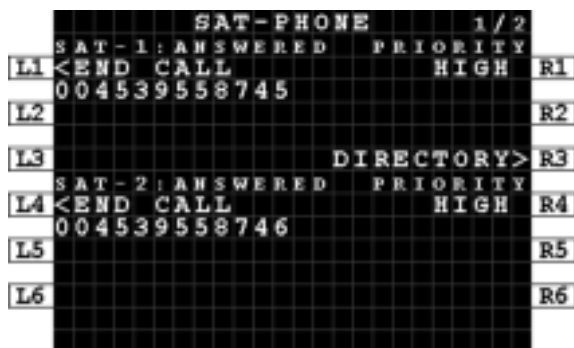 SAT-PHONE 1/2
SAT-1:ANSWERED PRIORITY
L1 <END CALL HIGH R1
004539558745
L2 R2
L3 DIRECTORY> R3
SAT-2:ANSWERED PRIORITY
L4 <END CALL HIGH R4
004539558746
L5 R5
L6 R6